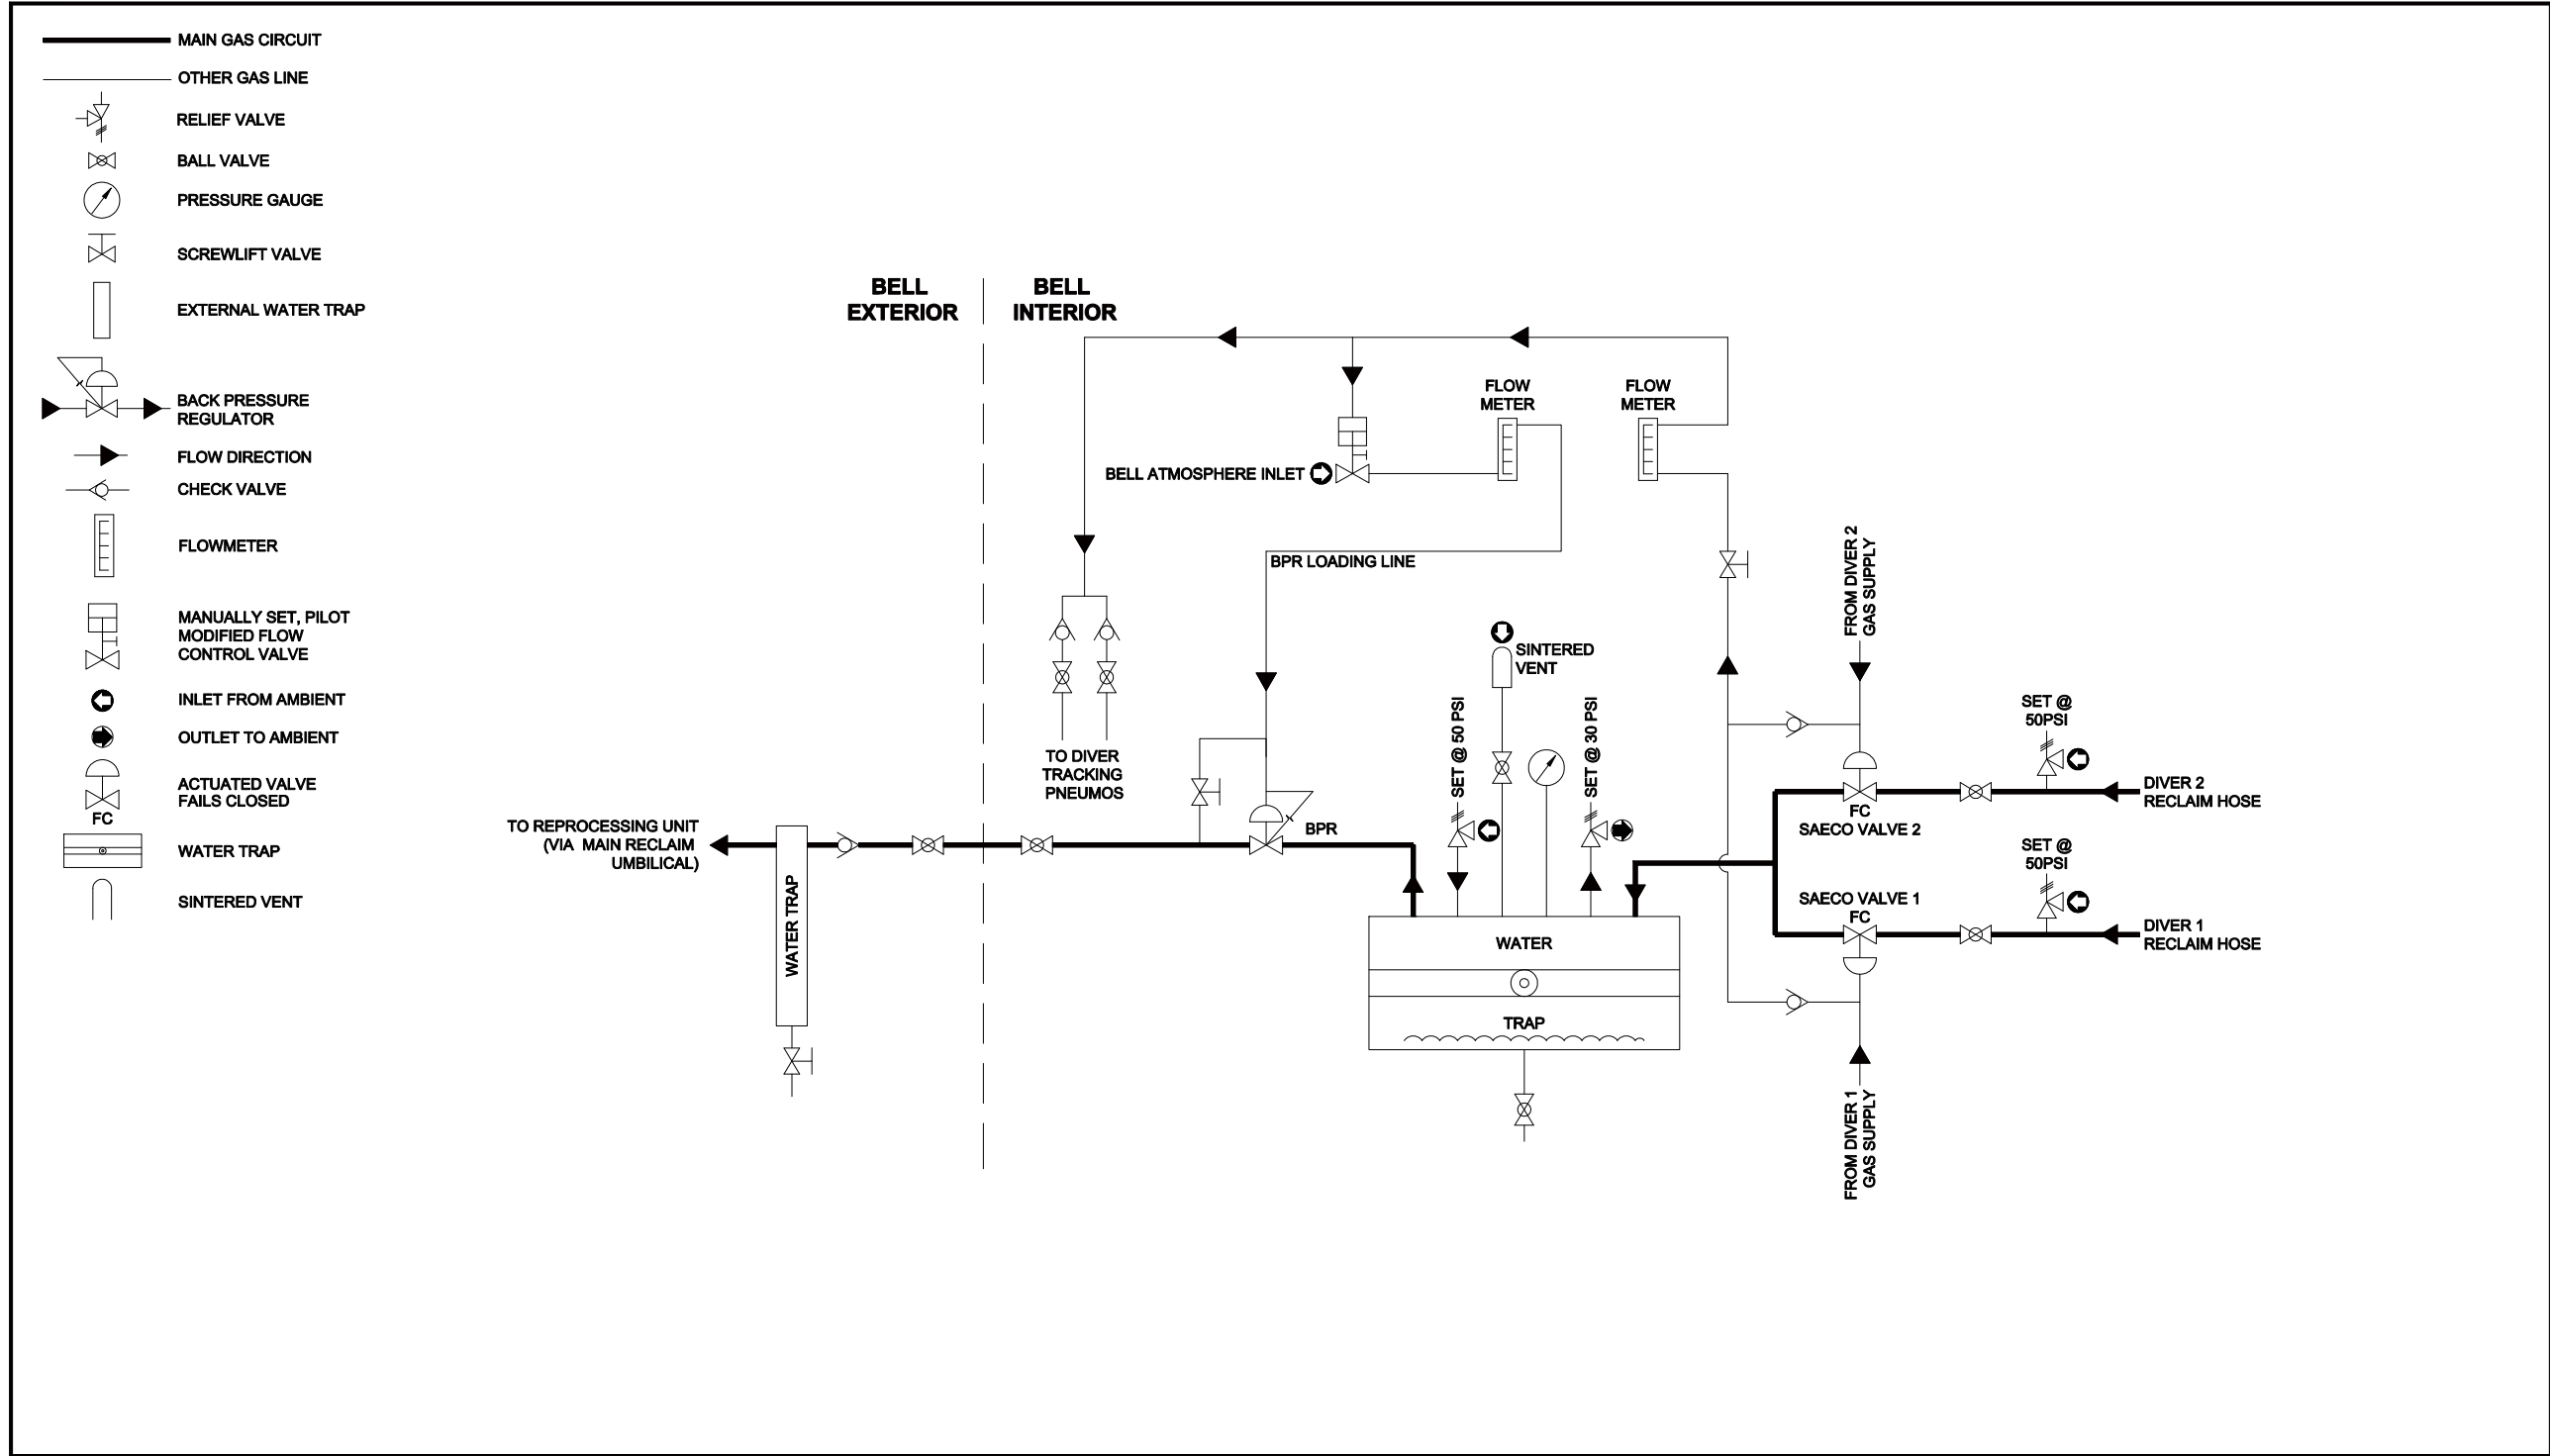 MAIN GAS CIRCUIT
OTHER GAS LINE
RELIEF VALVE
BALL VALVE
PRESSURE GAUGE
SCREWLIFT VALVE
EXTERNAL WATER TRAP
BACK PRESSURE
REGULATOR
FLOW DIRECTION
CHECK VALVE
FLOWMETER
MANUALLY SET, PILOT
MODIFIED FLOW
CONTROL VALVE
INLET FROM AMBIENT
OUTLET TO AMBIENT
ACTUATED VALVE
FAILS CLOSED
FC
WATER TRAP
SINTERED VENT
BELL
EXTERIOR
BELL
INTERIOR
FLOW
METER
FLOW
METER
BELL ATMOSPHERE INLET
BPR LOADING LINE
FROM DIVER 2
GAS SUPPLY
SINTERED
VENT
SET @ 50 PSI
SET @ 30 PSI
SET @
50PSI
TO DIVER
TRACKING
PNEUMOS
DIVER 2
RECLAIM HOSE
FC
SAECO VALVE 2
TO REPROCESSING UNIT
(VIA MAIN RECLAIM
UMBILICAL)
BPR
SET @
50PSI
SAECO VALVE 1
FC
DIVER 1
RECLAIM HOSE
WATER TRAP
WATER
TRAP
FROM DIVER 1
GAS SUPPLY